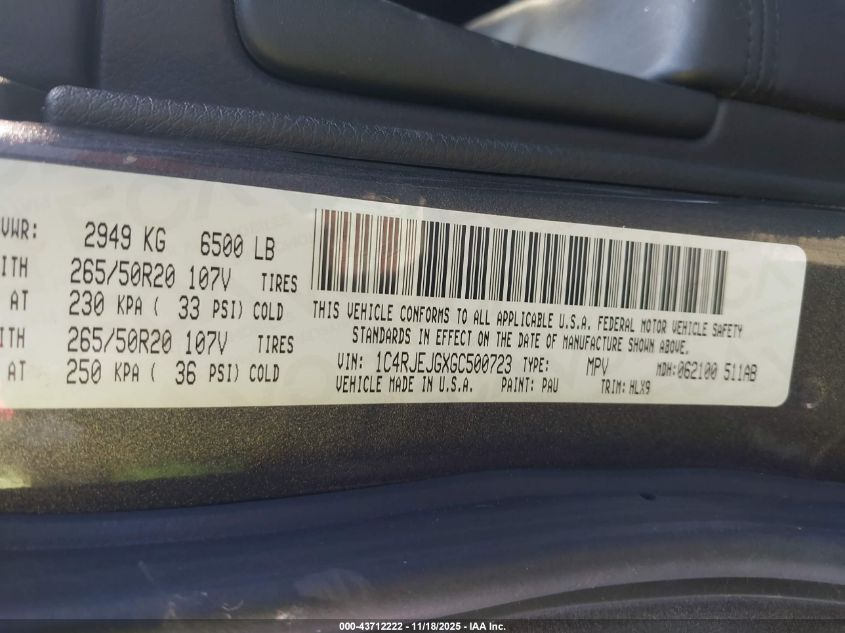 VWR: 2949 KG 6500 LB
ITH 265/50R20 107V TIRES
AT 230 KPA ( 33 PSI) COLD
ITH 265/50R20 107V TIRES
AT 250 KPA ( 36 PSI) COLD
THIS VEHICLE CONFORMS TO ALL APPLICABLE U.S.A. FEDERAL MOTOR VEHICLE SAFETY
STANDARDS IN EFFECT ON THE DATE OF MANUFACTURE SHOWN ABOVE.
VIN: 1C4RJEJGXGC500723 TYPE: MPV MDH:062100 511AB
VEHICLE MADE IN U.S.A. PAINT: PAU TRIM: HLX9
000-43712222 - 11/18/2025 - IAA Inc.